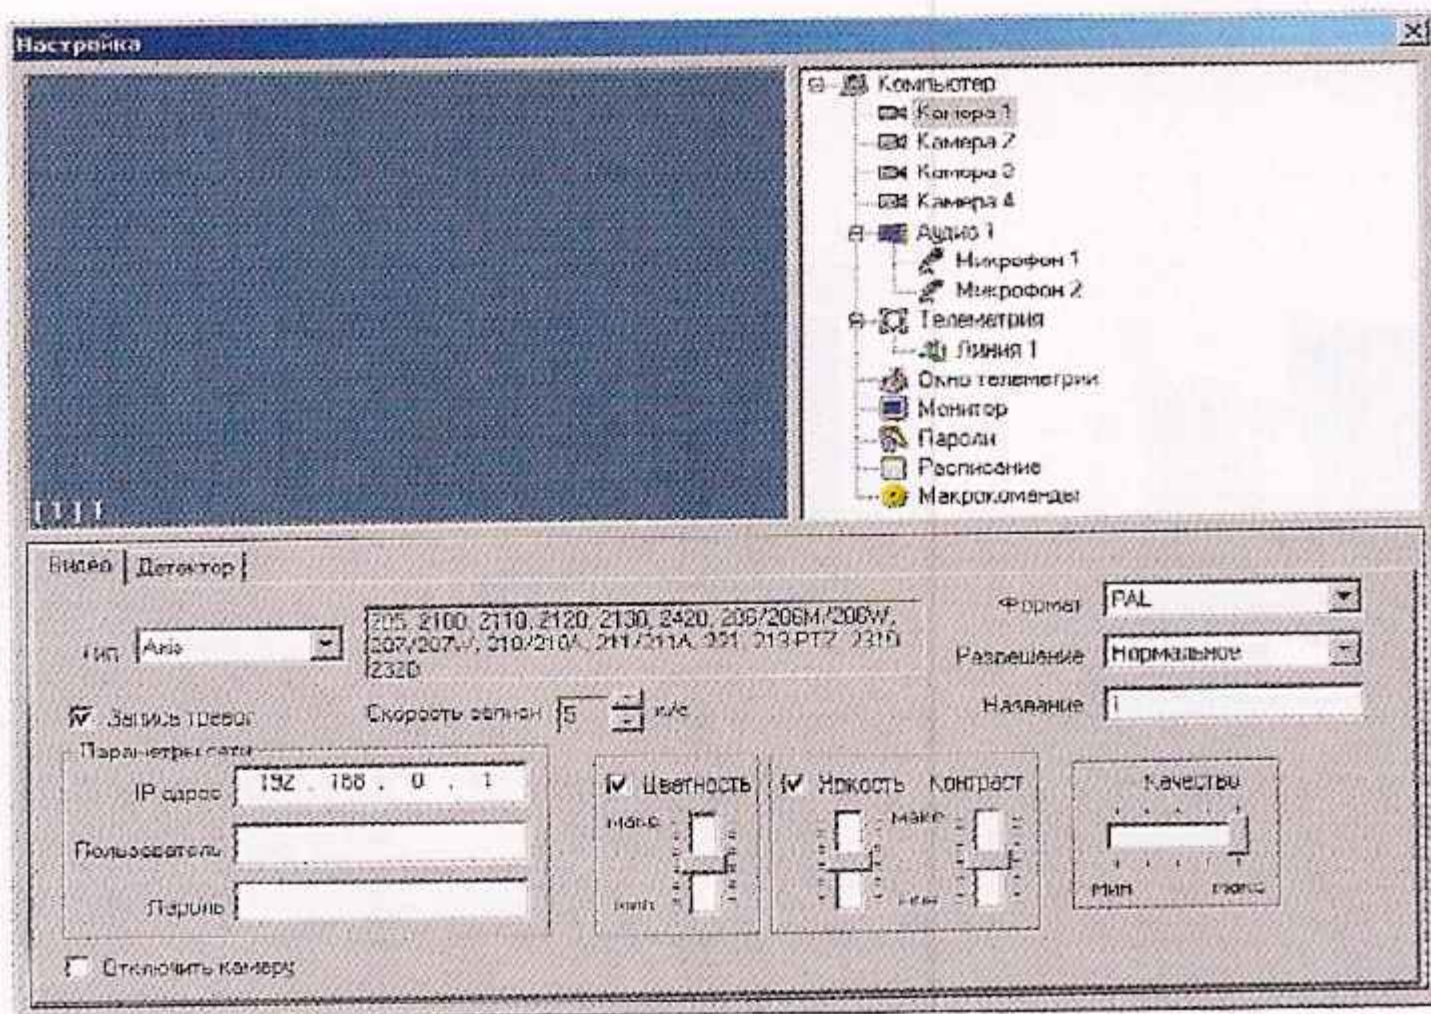 Настройка
[1]
Компьютер
Камера 1
Камера 2
Камера 3
Камера 4
Аудио 1
Микрофон 1
Микрофон 2
Телеметрия
Линия 1
Окно телеметрии
Монитор
Пароли
Расписание
Макрокоманды
Видео Детектор
Тип Axis
205, 2100, 2110, 2120, 2130, 2420, 206/206M/206W,
207/207W, 210/210A, 211/211A, 221, 213 PTZ, 231D
232D
Формат PAL
Разрешение Нормальное
Название 1
Запись тревог Скорость записи 5 к/с
Параметры сети
IP адрес 192 . 168 . 0 . 1
Пользователь
Пароль
Цветность
макс
мин
Яркость Контраст
макс
мин
Качество
мин макс
Отключить камеру